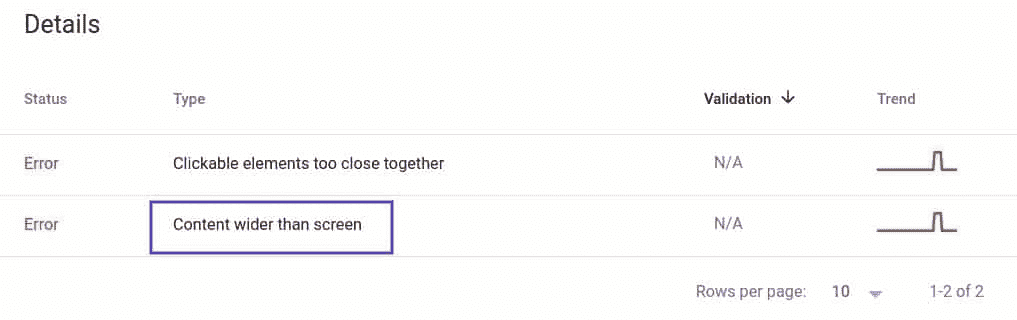 Details
Status Type Validation Trend
Error Clickable elements too close together N/A
Error Content wider than screen N/A
Rows per page: 10 1-2 of 2